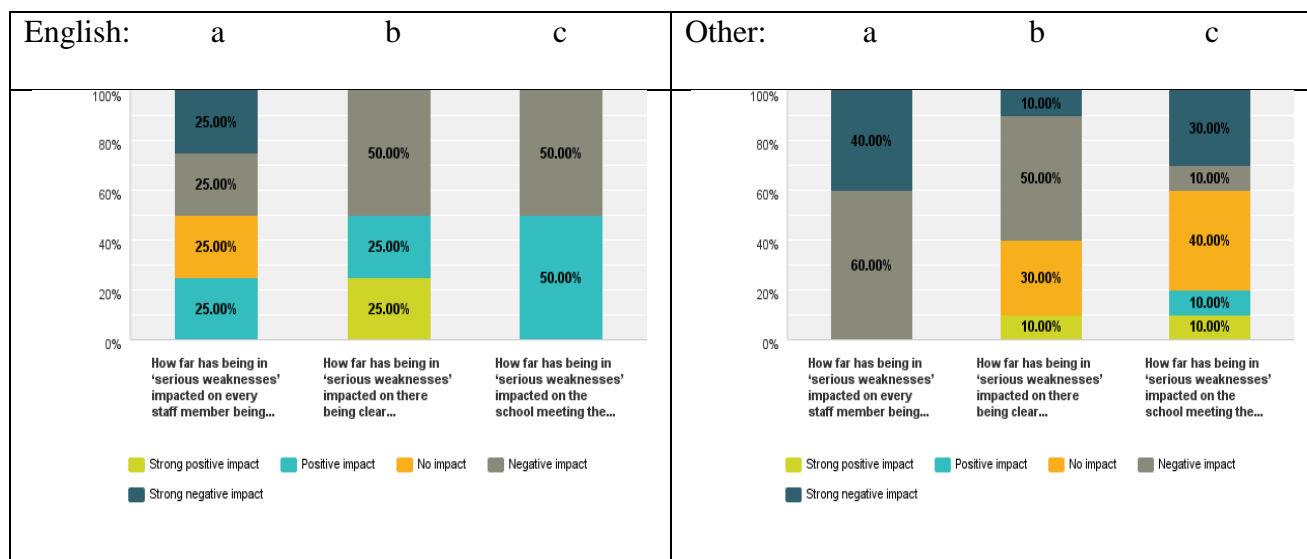 English: a b c
Other: a b c
100%
80%
60%
40%
20%
0%
25.00%
25.00%
25.00%
25.00%
50.00%
25.00%
25.00%
50.00%
50.00%
How far has being in
‘serious weaknesses’
impacted on every
staff member being...
How far has being in
‘serious weaknesses’
impacted on there
being clear...
How far has being in
‘serious weaknesses’
impacted on the
school meeting the...
Strong positive impact
Positive impact
No impact
Negative impact
Strong negative impact
100%
80%
60%
40%
20%
0%
40.00%
60.00%
10.00%
50.00%
30.00%
10.00%
30.00%
10.00%
40.00%
10.00%
10.00%
How far has being in
‘serious weaknesses’
impacted on every
staff member being...
How far has being in
‘serious weaknesses’
impacted on there
being clear...
How far has being in
‘serious weaknesses’
impacted on the
school meeting the...
Strong positive impact
Positive impact
No impact
Negative impact
Strong negative impact